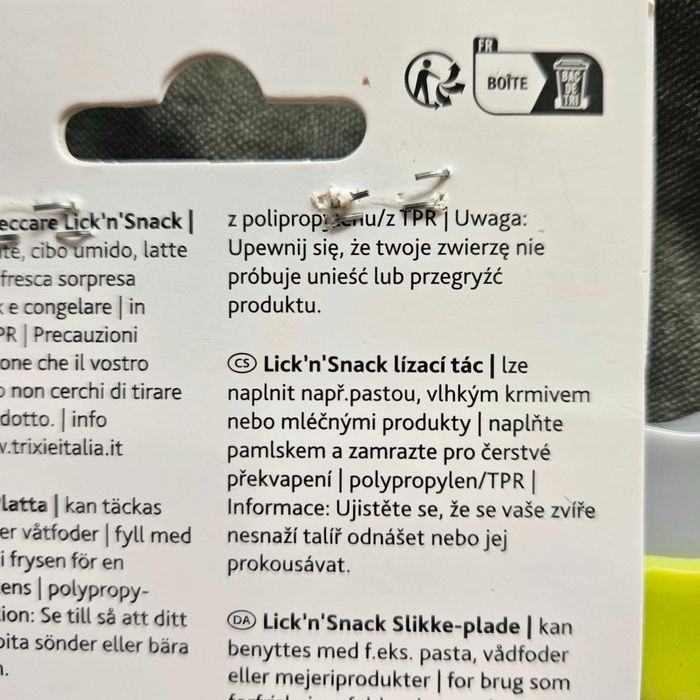 FR
BOÎTE
BAC
DE
TRI
eccare Lick'n'Snack |
cibo umido, latte
fresca sorpresa
e congelare | in
PR | Precauzioni
one che il vostro
o non cerchi di tirare
dotto. | info
w.trixieitalia.it
Platta | kan täckas
er våtfoder | fyll med
i frysen för en
ens | polypropy-
ion: Se till så att ditt
bita sönder eller bära
n.
z polipropylenu/z TPR | Uwaga:
Upewnij się, że twoje zwierzę nie
próbuje unieść lub przegryźć
produktu.
CS Lick'n'Snack lízací tác | lze
naplnit např.pastou, vlhkým krmivem
nebo mléčnými produkty | naplňte
pamlskem a zamrazte pro čerstvé
překvapení | polypropylen/TPR |
Informace: Ujistěte se, že se vaše zvíře
nesnaží talíř odnášet nebo jej
prokousávat.
DA Lick'n'Snack Slikke-plade | kan
benyttes med f.eks. pasta, vådfoder
eller mejeriprodukter | for brug som